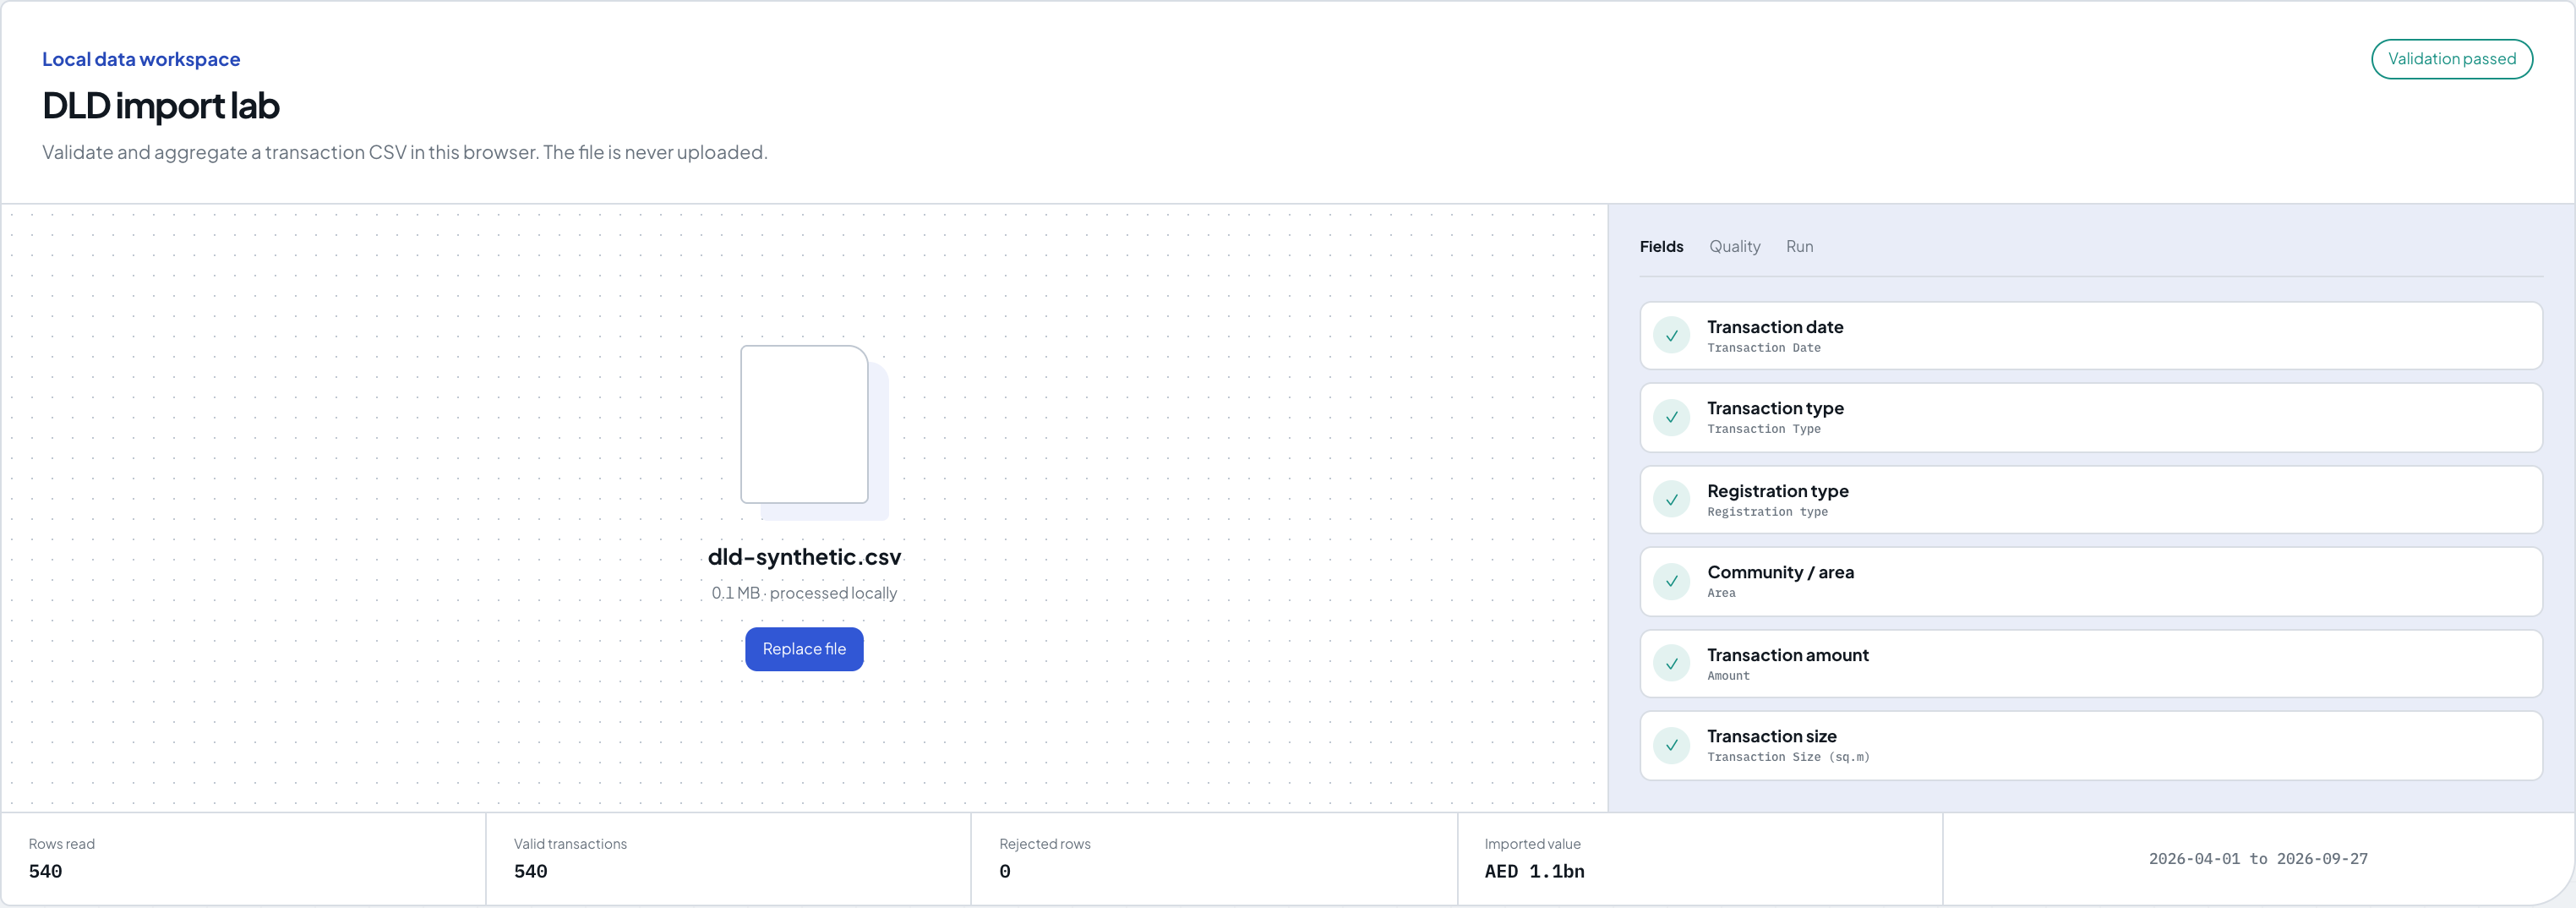 Local data workspace
Validation passed
DLD import lab
Validate and aggregate a transaction CSV in this browser. The file is never uploaded.
dld-synthetic.csv
0.1 MB · processed locally
Replace file
Fields Quality Run
Transaction date
Transaction Date
Transaction type
Transaction Type
Registration type
Registration type
Community / area
Area
Transaction amount
Amount
Transaction size
Transaction Size (sq.m)
Rows read
540
Valid transactions
540
Rejected rows
0
Imported value
AED 1.1bn
2026-04-01 to 2026-09-27